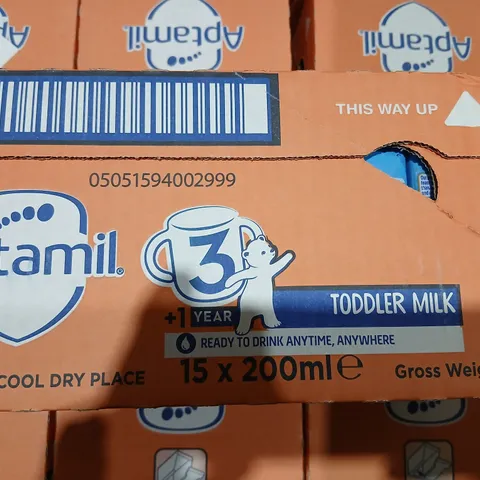 Aptamil
Aptamil
THIS WAY UP
05051594002999
tamil®
3
+1 YEAR
TODDLER MILK
READY TO DRINK ANYTIME, ANYWHERE
COOL DRY PLACE
15 x 200ml e
Gross Weig